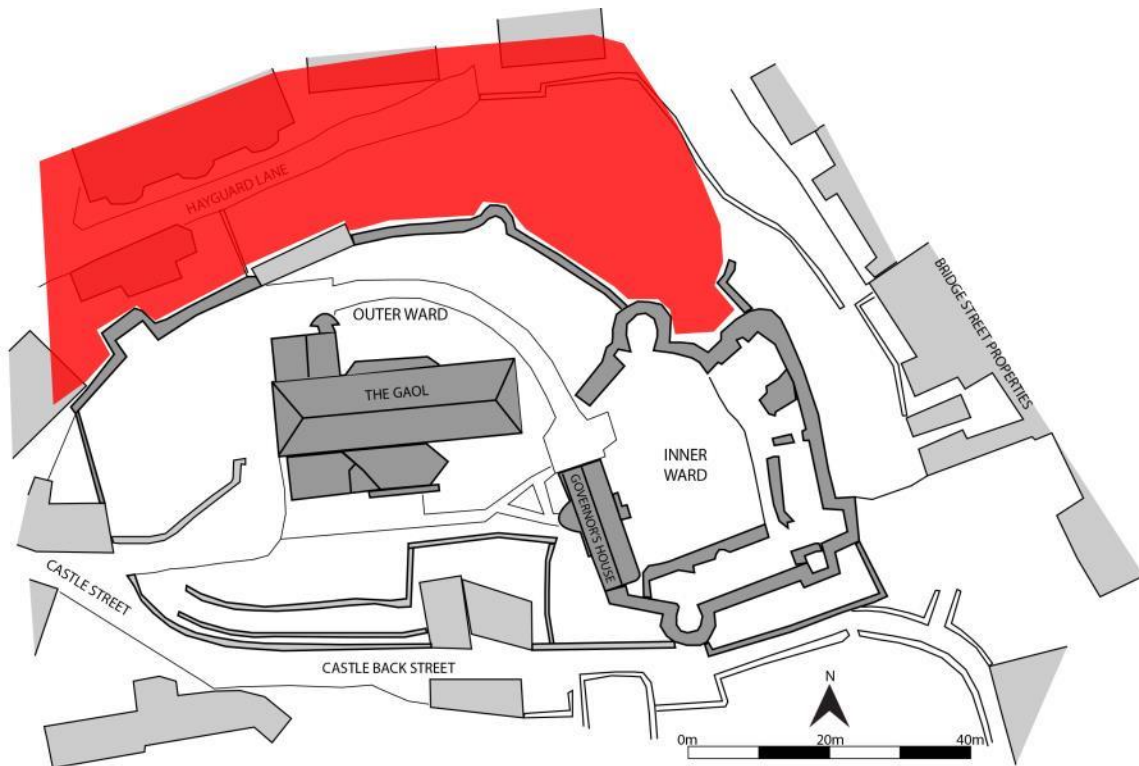 HAYGUARD LANE
OUTER WARD
THE GAOL
BRIDGE STREET PROPERTIES
INNER
WARD
GOVERNOR'S HOUSE
CASTLE STREET
CASTLE BACK STREET
N
0m 20m 40m